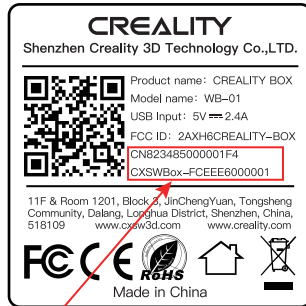 CREALITY
Shenzhen Creality 3D Technology Co.,LTD.
Product name: CREALITY BOX
Model name: WB-01
USB Input: 5V⎓2.4A
FCC ID: 2AXH6CREALITY-BOX
CN823485000001F4
CXSWBox-FCEEE6000001
11F & Room 1201, Block 3, JinChengYuan, Tongsheng
Community, Dalang, Longhua District, Shenzhen, China,
518109 www.cxsw3d.com www.creality.com
FC CE RoHS
Made in China